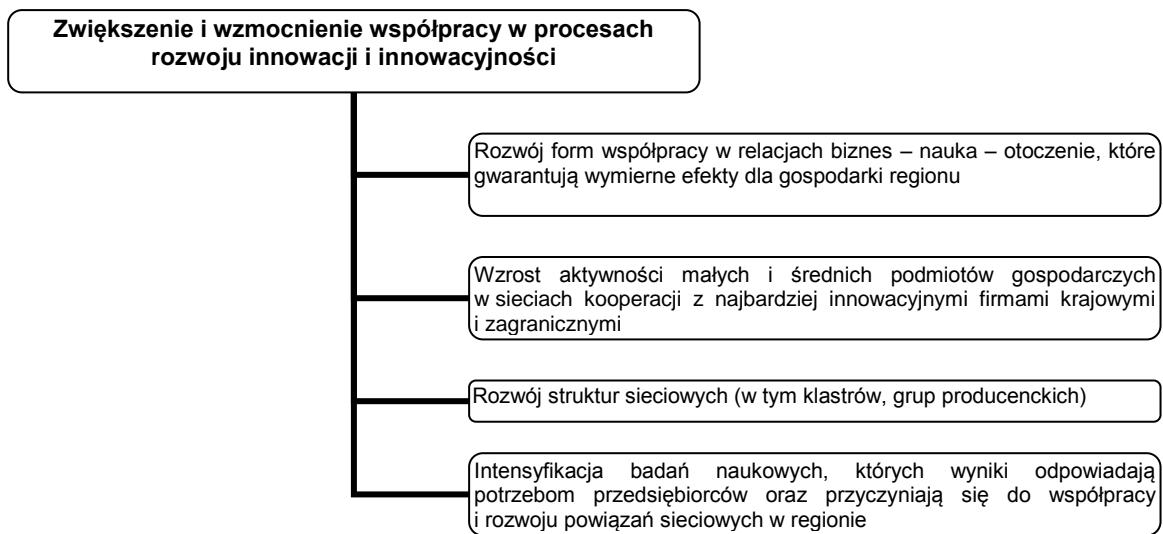 Zwiększenie i wzmocnienie współpracy w procesach
rozwoju innowacji i innowacyjności
Rozwój form współpracy w relacjach biznes – nauka – otoczenie, które
gwarantują wymierne efekty dla gospodarki regionu
Wzrost aktywności małych i średnich podmiotów gospodarczych
w sieciach kooperacji z najbardziej innowacyjnymi firmami krajowymi
i zagranicznymi
Rozwój struktur sieciowych (w tym klastrów, grup producenckich)
Intensyfikacja badań naukowych, których wyniki odpowiadają
potrzebom przedsiębiorców oraz przyczyniają się do współpracy
i rozwoju powiązań sieciowych w regionie